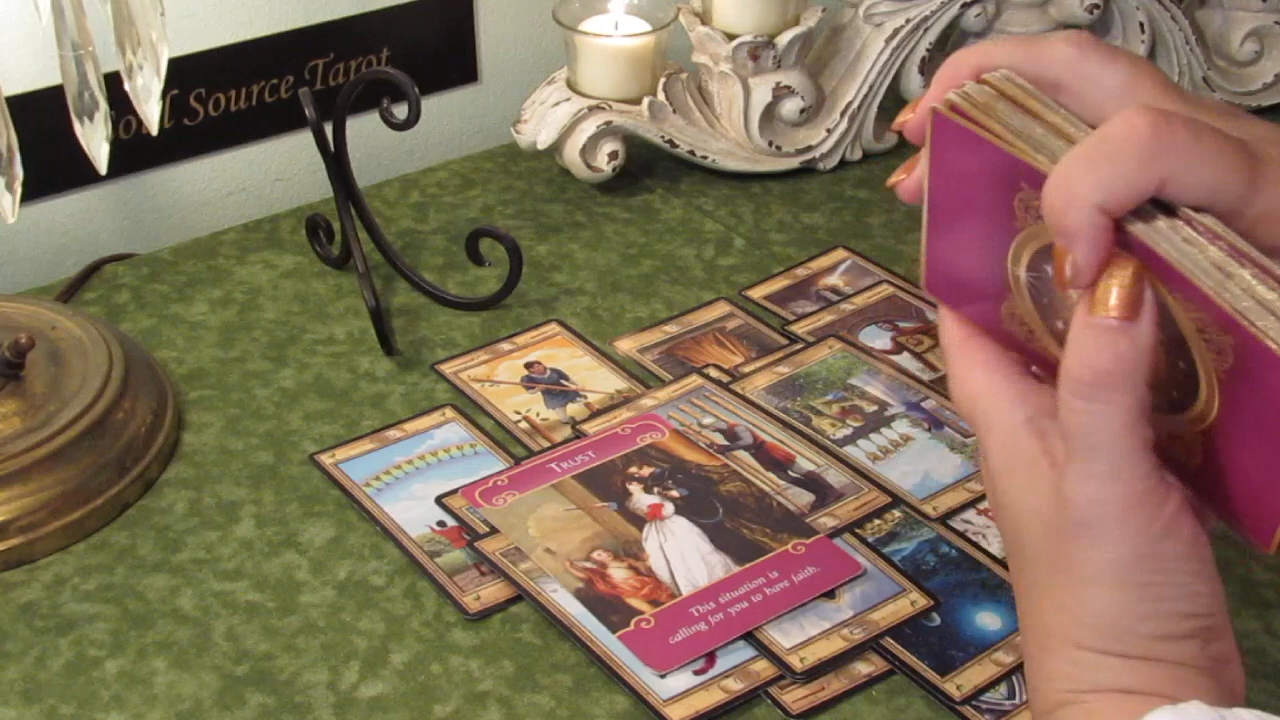 Soul Source Tarot
TRUST
This situation is
calling for you to have faith.